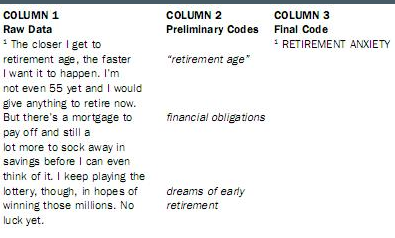 COLUMN 1 COLUMN 2 COLUMN 3
Raw Data Preliminary Codes Final Code
¹ The closer I get to ¹ RETIREMENT ANXIETY
retirement age, the faster “retirement age”
I want it to happen. I’m
not even 55 yet and I would
give anything to retire now.
But there’s a mortgage to financial obligations
pay off and still a
lot more to sock away in
savings before I can even
think of it. I keep playing the
lottery, though, in hopes of dreams of early
winning those millions. No retirement
luck yet.